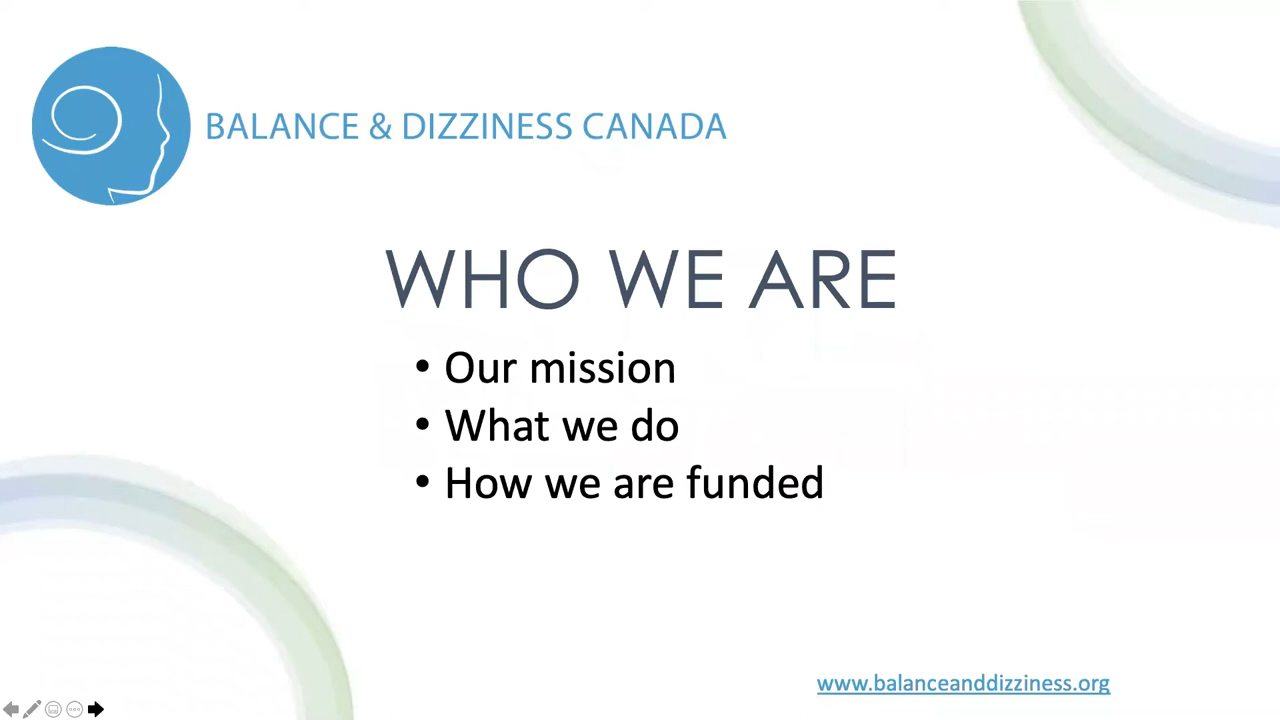 BALANCE & DIZZINESS CANADA
WHO WE ARE
• Our mission
• What we do
• How we are funded
www.balanceanddizziness.org